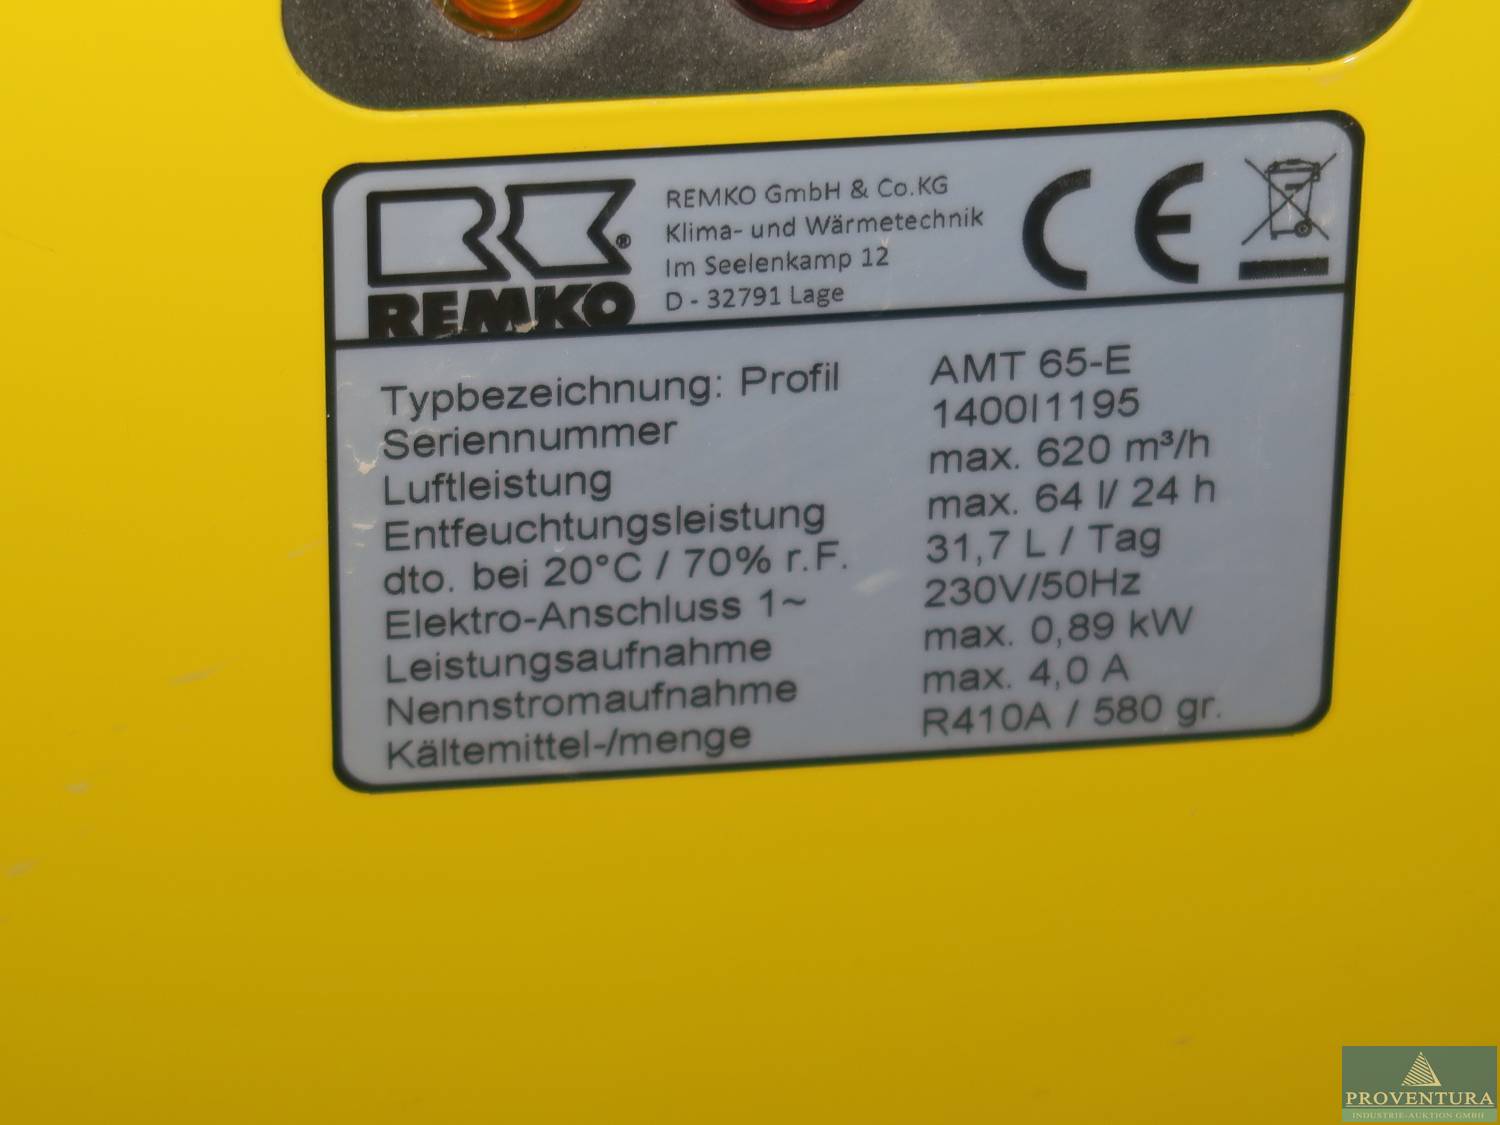 REMKO
REMKO GmbH & Co.KG
Klima- und Wärmetechnik
Im Seelenkamp 12
D - 32791 Lage
CE
Typbezeichnung: Profil AMT 65-E
Seriennummer 1400I1195
Luftleistung max. 620 m³/h
Entfeuchtungsleistung max. 64 l/ 24 h
dto. bei 20°C / 70% r.F. 31,7 L / Tag
Elektro-Anschluss 1~ 230V/50Hz
Leistungsaufnahme max. 0,89 kW
Nennstromaufnahme max. 4,0 A
Kältemittel-/menge R410A / 580 gr.
PROVENTURA
INDUSTRIE-AUKTION GMBH